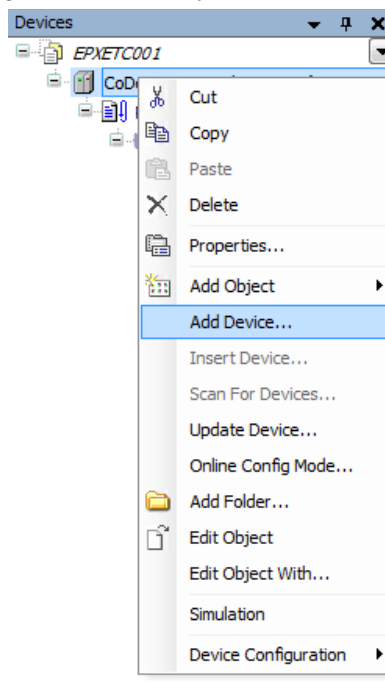 Devices
EPXETC001
CoD
Cut
Copy
Paste
Delete
Properties...
Add Object
Add Device...
Insert Device...
Scan For Devices...
Update Device...
Online Config Mode...
Add Folder...
Edit Object
Edit Object With...
Simulation
Device Configuration